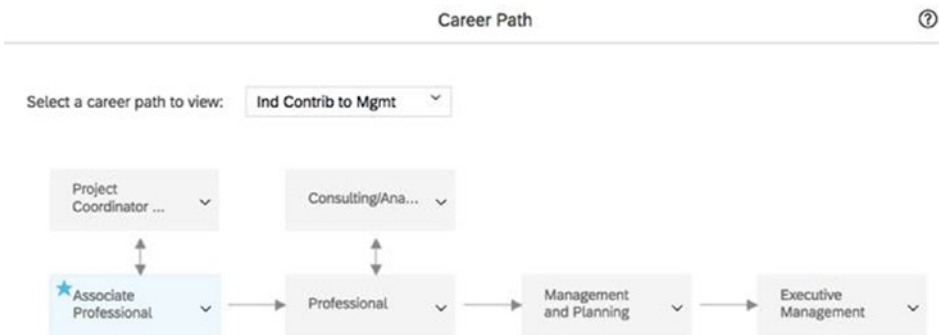 Career Path
Select a career path to view: Ind Contrib to Mgmt
Project
Coordinator ...
Consulting/Ana...
Associate
Professional
Professional
Management
and Planning
Executive
Management